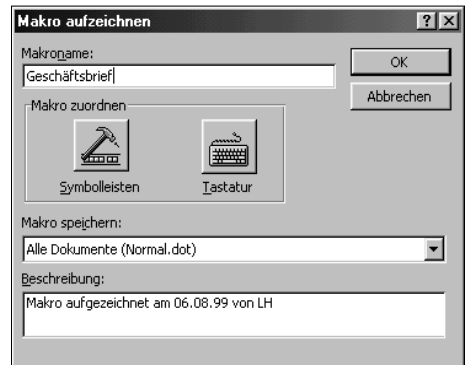 Makro aufzeichnen
Makroname:
OK
Geschäftsbrief
Abbrechen
Makro zuordnen
Symbolleisten Tastatur
Makro speichern:
Alle Dokumente (Normal.dot)
Beschreibung:
Makro aufgezeichnet am 06.08.99 von LH